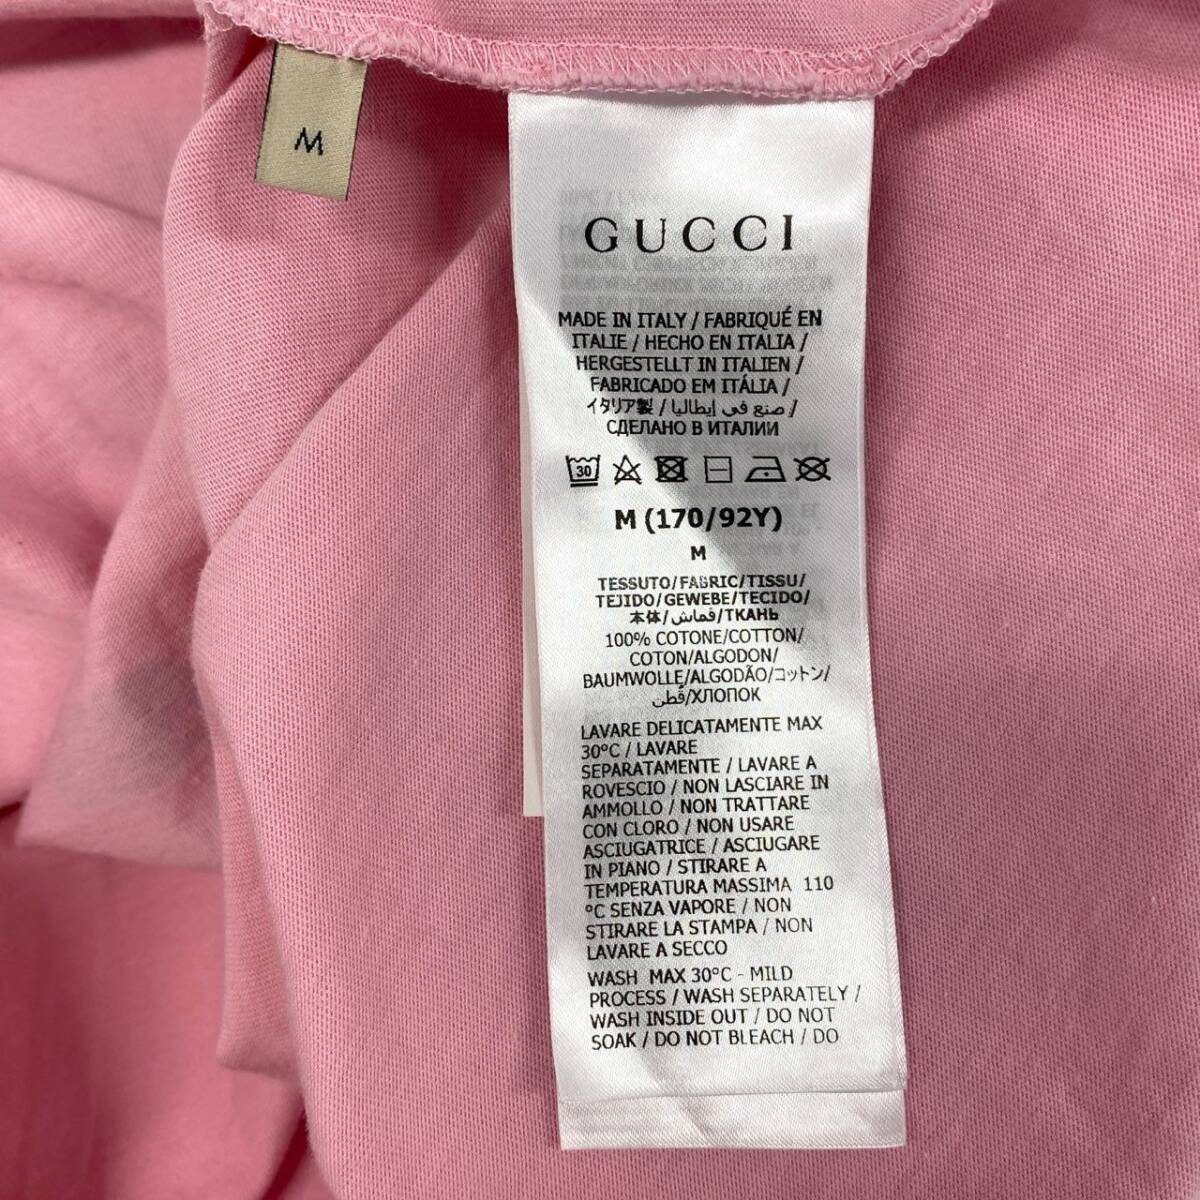 M
GUCCI
MADE IN ITALY / FABRIQUÉ EN
ITALIE / HECHO EN ITALIA /
HERGESTELLT IN ITALIEN /
FABRICADO EM ITÁLIA /
イタリア製 / صنع في إيطاليا /
СДЕЛАНО В ИТАЛИИ
30
M (170/92Y)
M
TESSUTO/FABRIC/TISSU/
TEJIDO/GEWEBE/TECIDO/
本体/قماش/ТКАНЬ
100% COTONE/COTTON/
COTON/ALGODON/
BAUMWOLLE/ALGODÃO/コットン/
قطن/ХЛОПОК
LAVARE DELICATAMENTE MAX
30°C / LAVARE
SEPARATAMENTE / LAVARE A
ROVESCIO / NON LASCIARE IN
AMMOLLO / NON TRATTARE
CON CLORO / NON USARE
ASCIUGATRICE / ASCIUGARE
IN PIANO / STIRARE A
TEMPERATURA MASSIMA 110
°C SENZA VAPORE / NON
STIRARE LA STAMPA / NON
LAVARE A SECCO
WASH MAX 30°C - MILD
PROCESS / WASH SEPARATELY /
WASH INSIDE OUT / DO NOT
SOAK / DO NOT BLEACH / DO